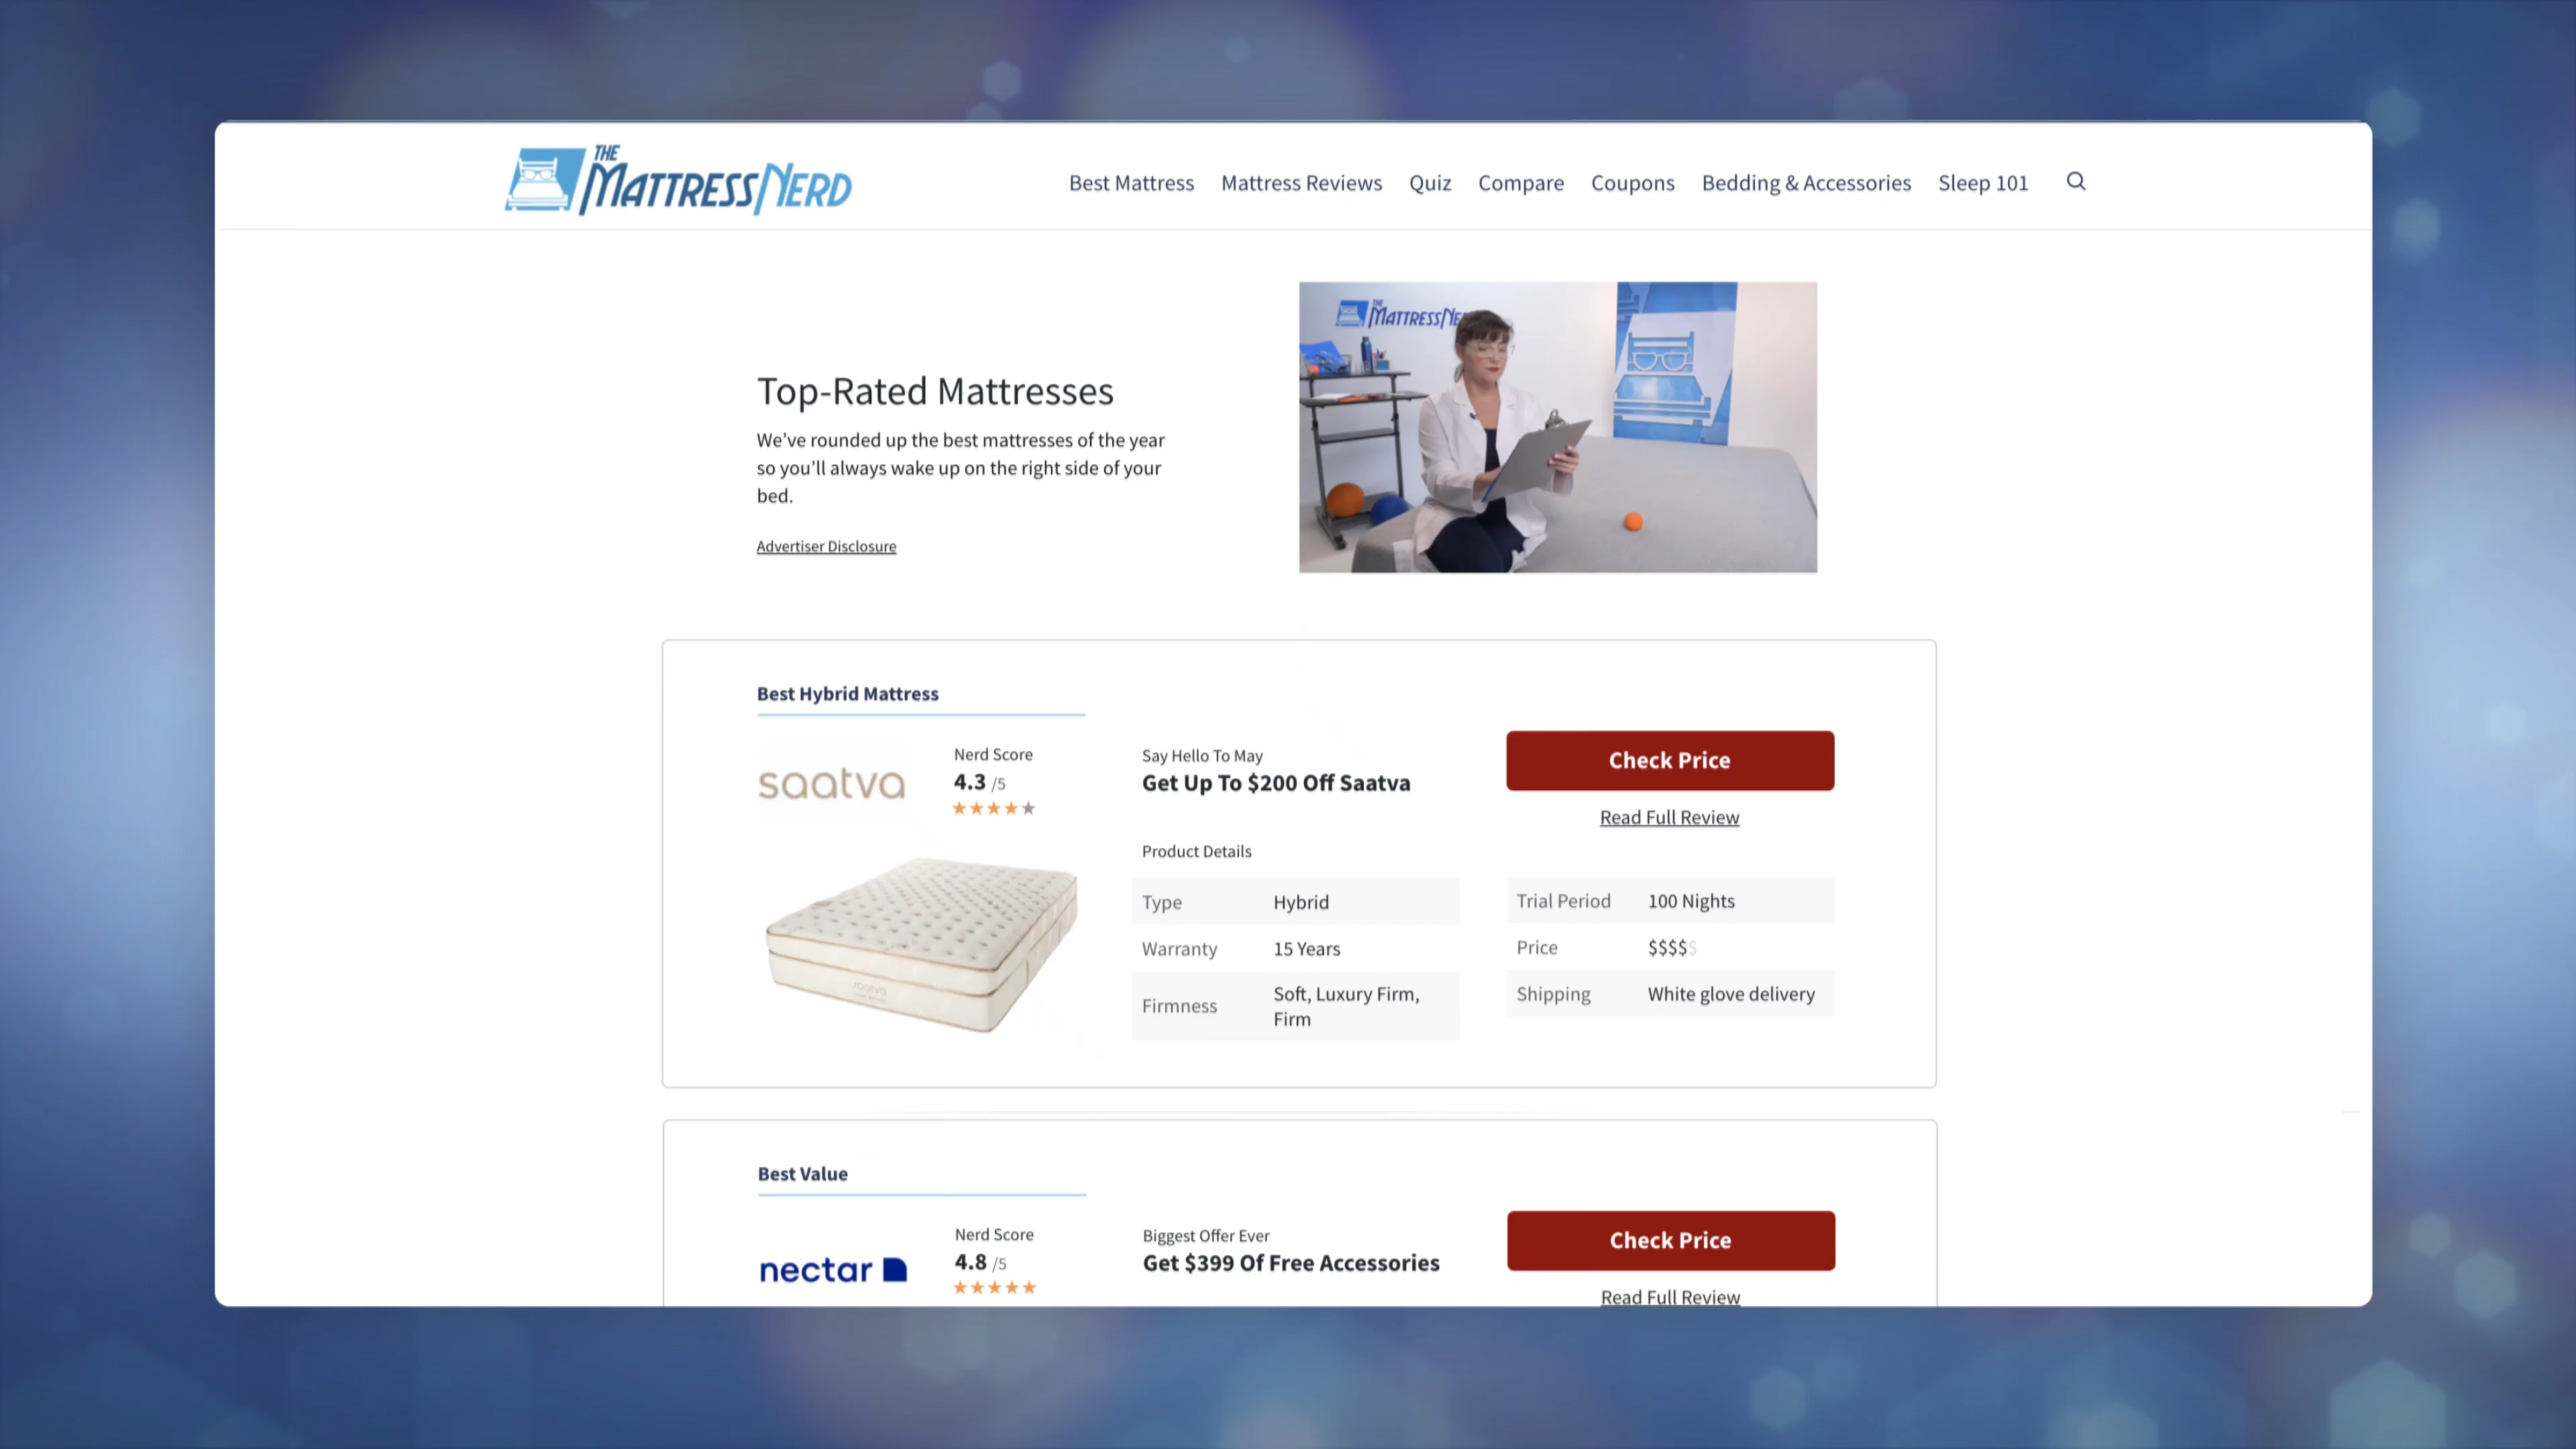 THE
MATTRESS NERD
Best Mattress
Mattress Reviews
Quiz
Compare
Coupons
Bedding & Accessories
Sleep 101
THE
MATTRESS NE
Top-Rated Mattresses
We've rounded up the best mattresses of the year
so you'll always wake up on the right side of your
bed.
Advertiser Disclosure
Best Hybrid Mattress
saatva
Nerd Score
4.3 /5
Say Hello To May
Get Up To $200 Off Saatva
Check Price
Read Full Review
Product Details
Type Hybrid
Warranty 15 Years
Firmness Soft, Luxury Firm,
Firm
Trial Period 100 Nights
Price $$$$$
Shipping White glove delivery
saatva
Best Value
nectar
Nerd Score
4.8 /5
Biggest Offer Ever
Get $399 Of Free Accessories
Check Price
Read Full Review